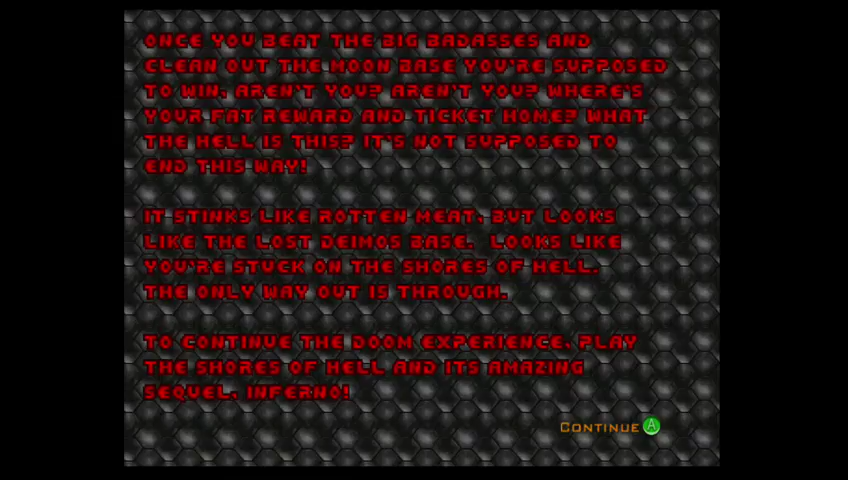 ONCE YOU BEAT THE BIG BADASSES AND
CLEAN OUT THE MOON BASE YOU'RE SUPPOSED
TO WIN, AREN'T YOU? AREN'T YOU? WHERE'S
YOUR FAT REWARD AND TICKET HOME? WHAT
THE HELL IS THIS? IT'S NOT SUPPOSED TO
END THIS WAY!
IT STINKS LIKE ROTTEN MEAT, BUT LOOKS
LIKE THE LOST DEIMOS BASE.  LOOKS LIKE
YOU'RE STUCK ON THE SHORES OF HELL.
THE ONLY WAY OUT IS THROUGH.
TO CONTINUE THE DOOM EXPERIENCE, PLAY
THE SHORES OF HELL AND ITS AMAZING
SEQUEL, INFERNO!
CONTINUE A